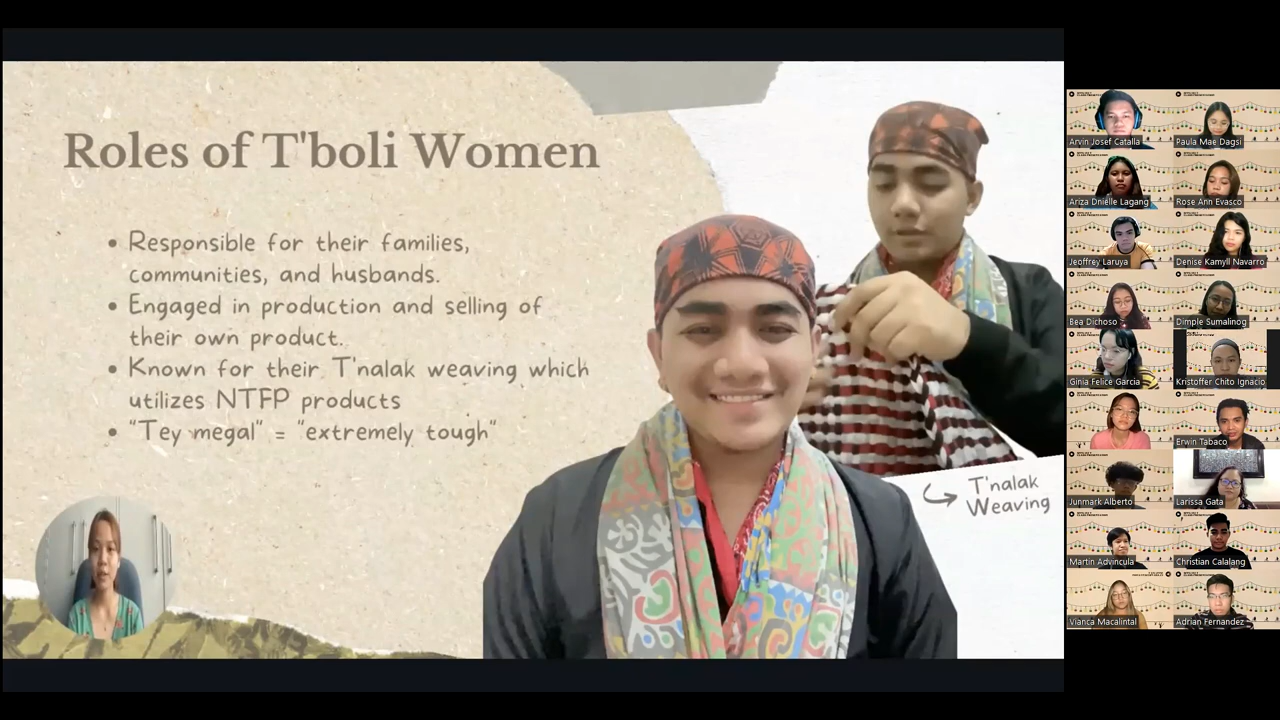 Roles of T'boli Women
• Responsible for their families,
communities, and husbands.
• Engaged in production and selling of
their own product.
• Known for their T'nalak weaving which
utilizes NTFP products
• "Tey megal" = "extremely tough"
T'nalak
Weaving
Arvin Josef Catalla
Paula Mae Dagsi
Ariza Dnielle Lagang
Rose Ann Evasco
Jeoffrey Laruya
Denise Kamyll Navarro
Bea Dichoso
Dimple Sumalinog
Ginia Felice Garcia
Kristoffer Chito Ignacio
Erwin Tabaco
Junmark Alberto
Larissa Gata
Martin Advincula
Christian Calalang
Vianca Macalintal
Adrian Fernandez